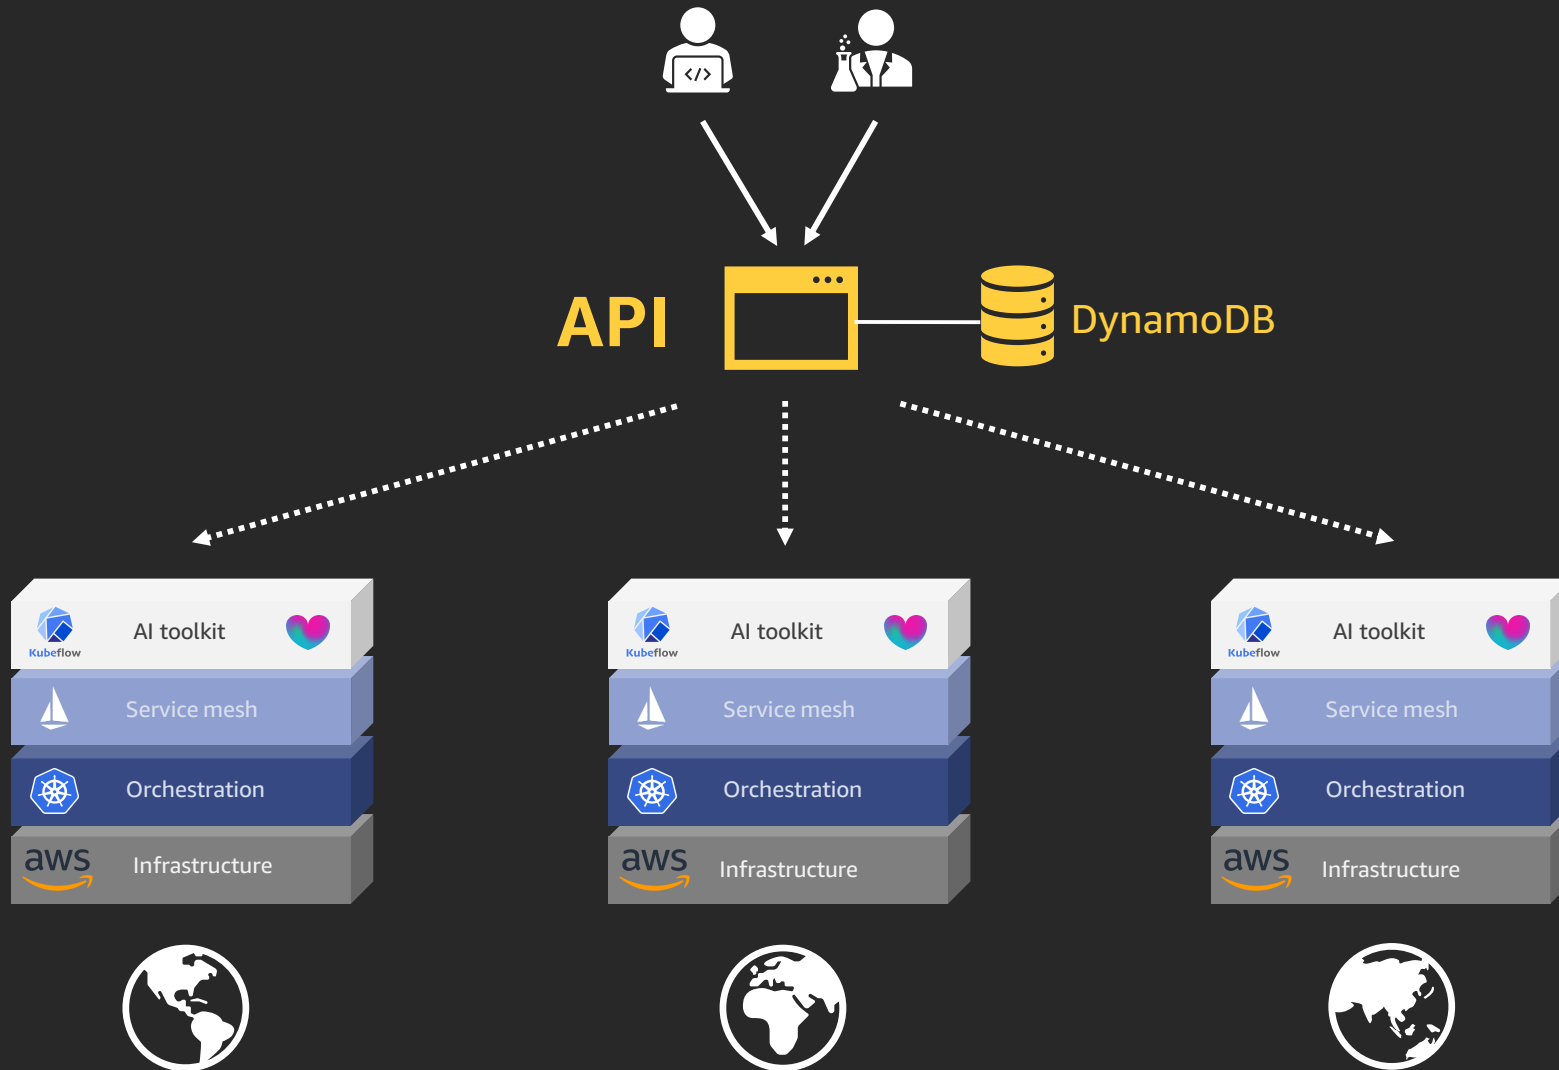 </>
API
DynamoDB
Kubeflow
AI toolkit
Service mesh
Orchestration
aws
Infrastructure
Kubeflow
AI toolkit
Service mesh
Orchestration
aws
Infrastructure
Kubeflow
AI toolkit
Service mesh
Orchestration
aws
Infrastructure